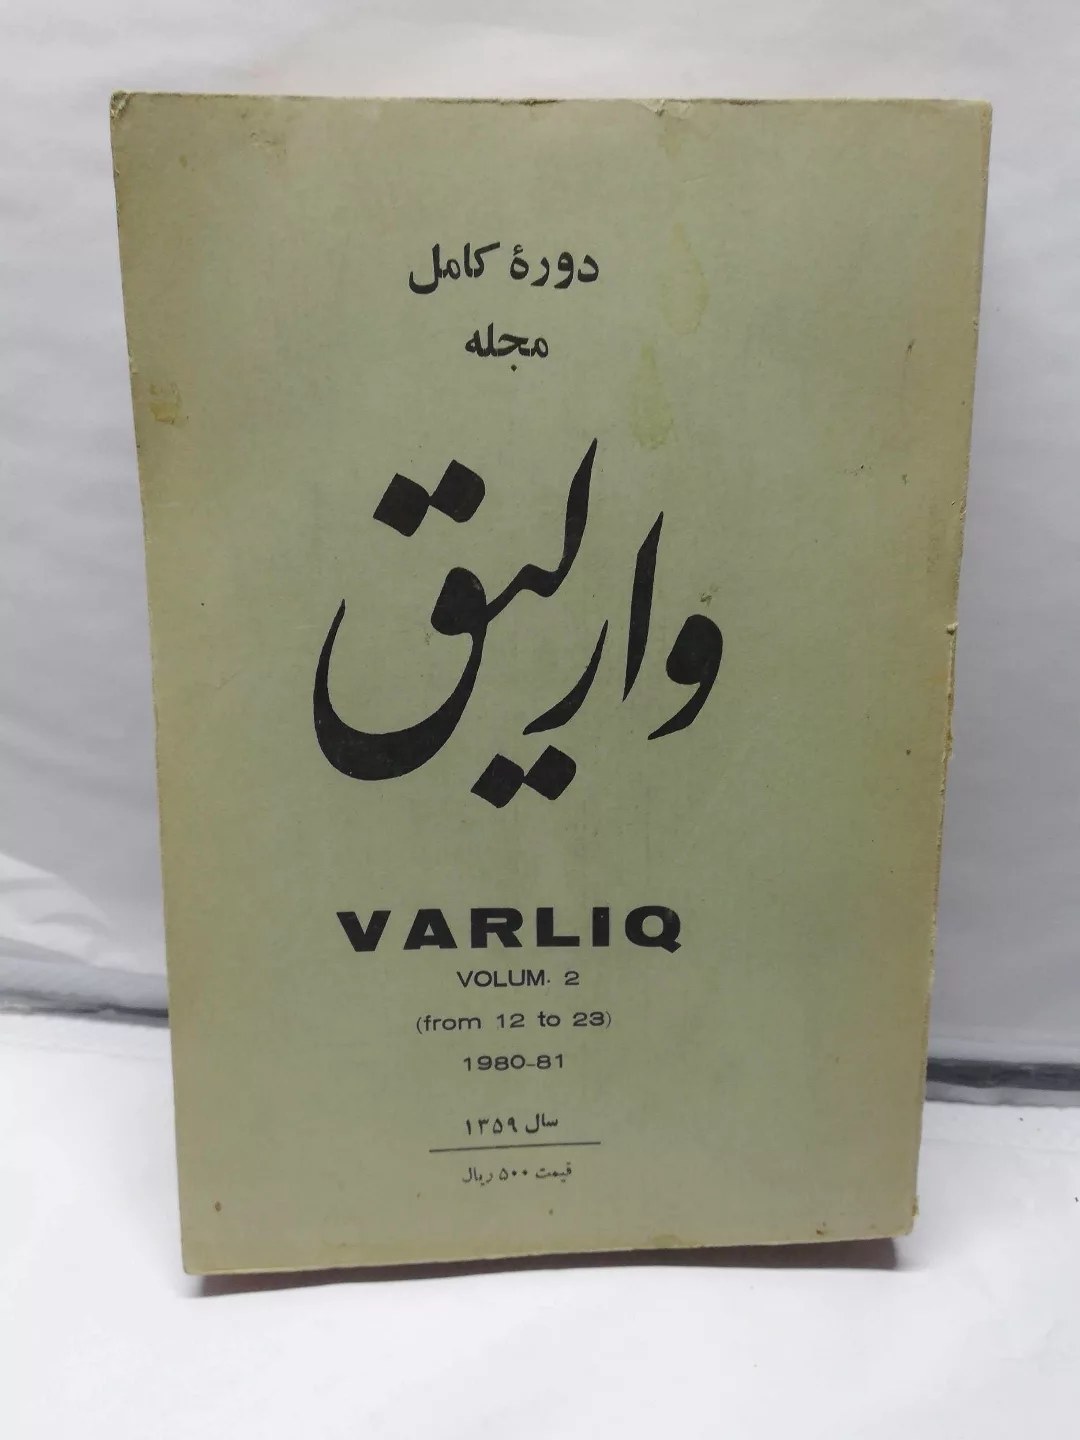 دورهٔ کامل
مجله
وارلیق
VARLIQ
VOLUM. 2
(from 12 to 23)
1980-81
سال ۱۳۵۹
قیمت ۵۰۰ ریال